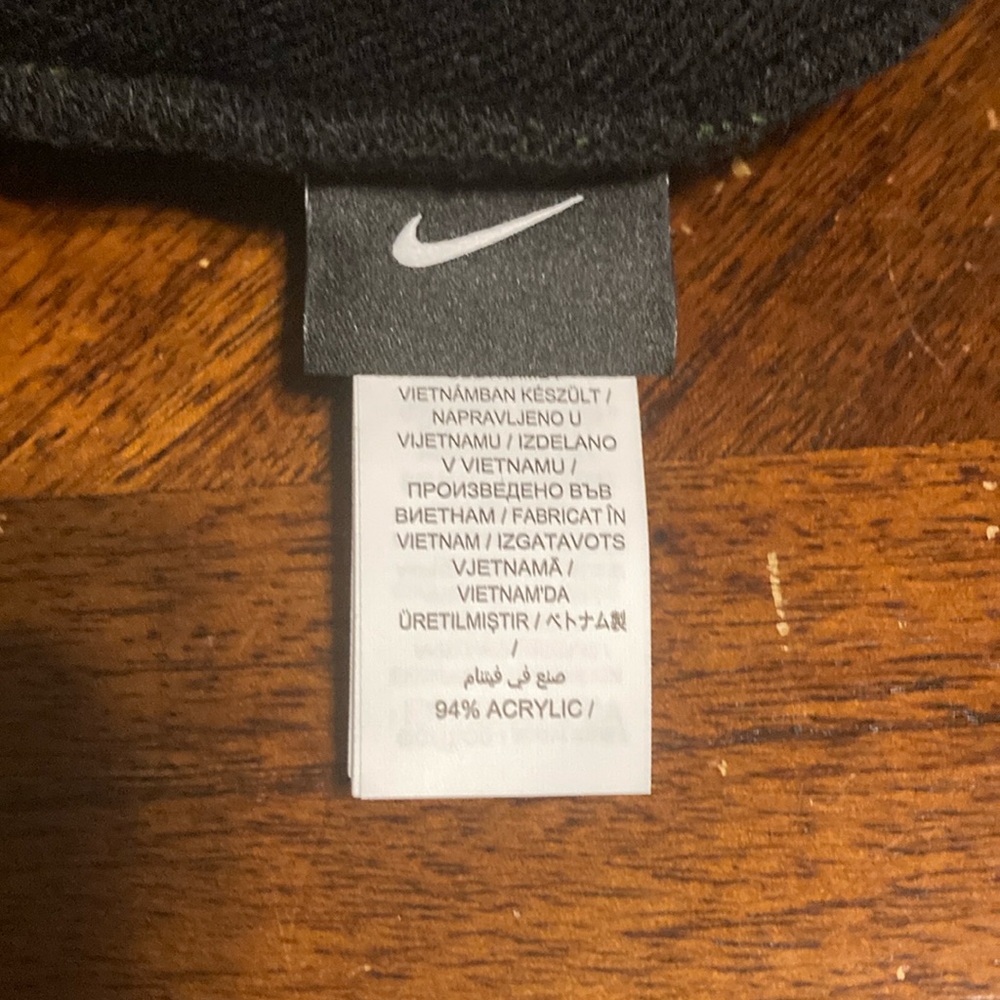 VIETNÁMBAN KÉSZÜLT /
NAPRAVLJENO U
VIJETNAMU / IZDELANO
V VIETNAMU /
ПРОИЗВЕДЕНО ВЪВ
ВИЕТНАМ / FABRICAT ÎN
VIETNAM / IZGATAVOTS
VJETNAMĀ /
VIETNAM'DA
ÜRETILMIŞTIR / ベトナム製
/
صنع في فيتنام
94% ACRYLIC /